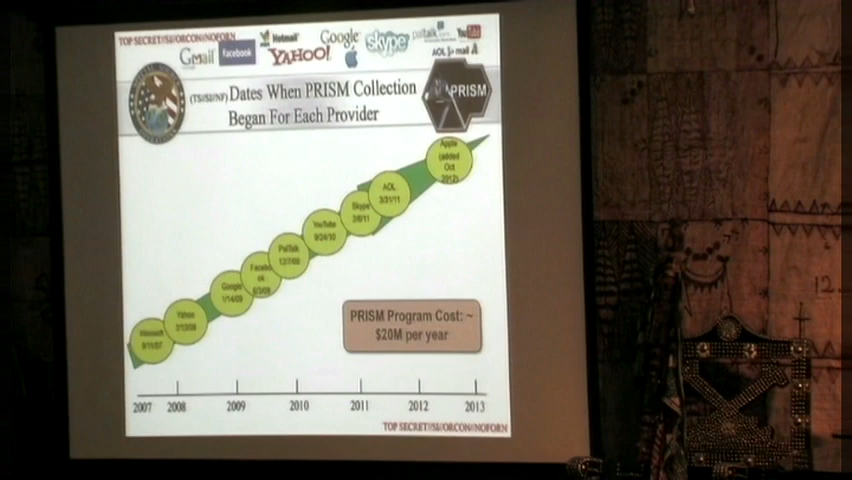 TOP SECRET//SI//ORCON//NOFORN
Hotmail
Google
skype
paltalk.com
YouTube
Gmail
facebook
YAHOO!
AOL mail
(TS//SI//NF) Dates When PRISM Collection
Began For Each Provider
PRISM
Apple
(added
Oct
2012)
AOL
3/31/11
Skype
2/6/11
YouTube
9/24/10
PalTalk
12/7/09
Facebo
ok
6/3/09
Google
1/14/09
Yahoo
3/12/08
Microsoft
9/11/07
PRISM Program Cost: ~
$20M per year
2007 2008 2009 2010 2011 2012 2013
TOP SECRET//SI//ORCON//NOFORN